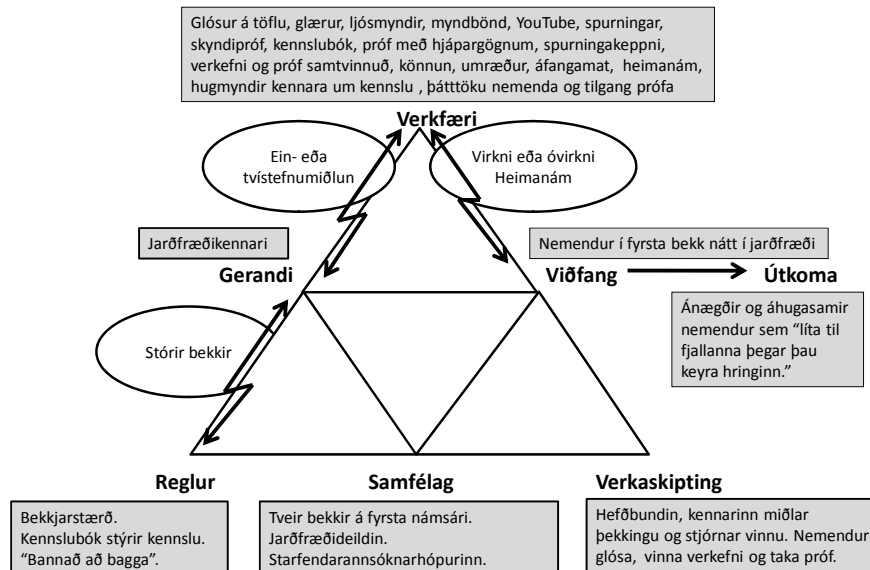 Glósur á töflu, glærur, ljósmyndir, myndbönd, YouTube, spurningar,
skyndipróf, kennslubók, próf með hjápargögnum, spurningakeppni,
verkefni og próf samtvinnuð, könnun, umræður, áfangamat, heimanám,
hugmyndir kennara um kennslu , þátttöku nemenda og tilgang prófa
Verkfæri
Ein- eða
tvístefnumiðlun
Virkni eða óvirkni
Heimanám
Jarðfræðikennari
Nemendur í fyrsta bekk nátt í jarðfræði
Gerandi
Viðfang
Útkoma
Ánægðir og áhugasamir
nemendur sem “líta til
fjallanna þegar þau
keyra hringinn.”
Stórir bekkir
Reglur
Samfélag
Verkaskipting
Bekkjarstærð.
Kennslubók stýrir kennslu.
“Bannað að bagga”.
Tveir bekkir á fyrsta námsári.
Jarðfræðideildin.
Starfendarannsóknarhópurinn.
Hefðbundin, kennarinn miðlar
þekkingu og stjórnar vinnu. Nemendur
glósa, vinna verkefni og taka próf.